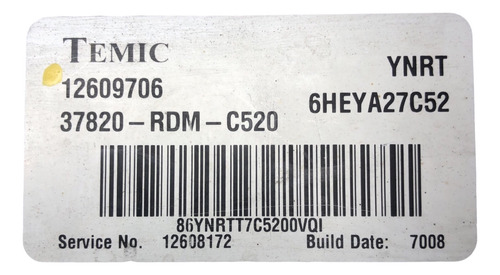 TEMIC
YNRT
12609706
6HEYA27C52
37820-RDM-C520
86YNRTT7C5200VQI
Service No. 12608172 Build Date: 7008